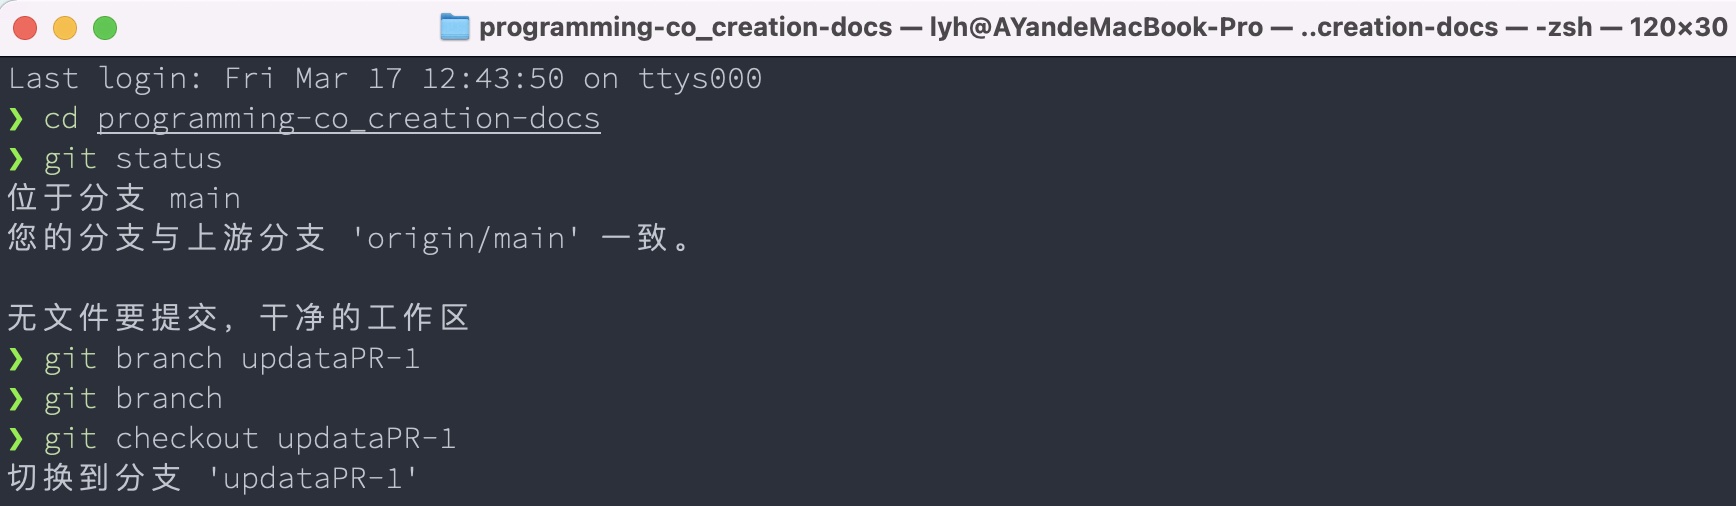 programming-co_creation-docs — lyh@AYandeMacBook-Pro — ..creation-docs — -zsh — 120×30
Last login: Fri Mar 17 12:43:50 on ttys000
❯ cd programming-co_creation-docs
❯ git status
位于分支 main
您的分支与上游分支 'origin/main' 一致。
无文件要提交，干净的工作区
❯ git branch updataPR-1
❯ git branch
❯ git checkout updataPR-1
切换到分支 'updataPR-1'